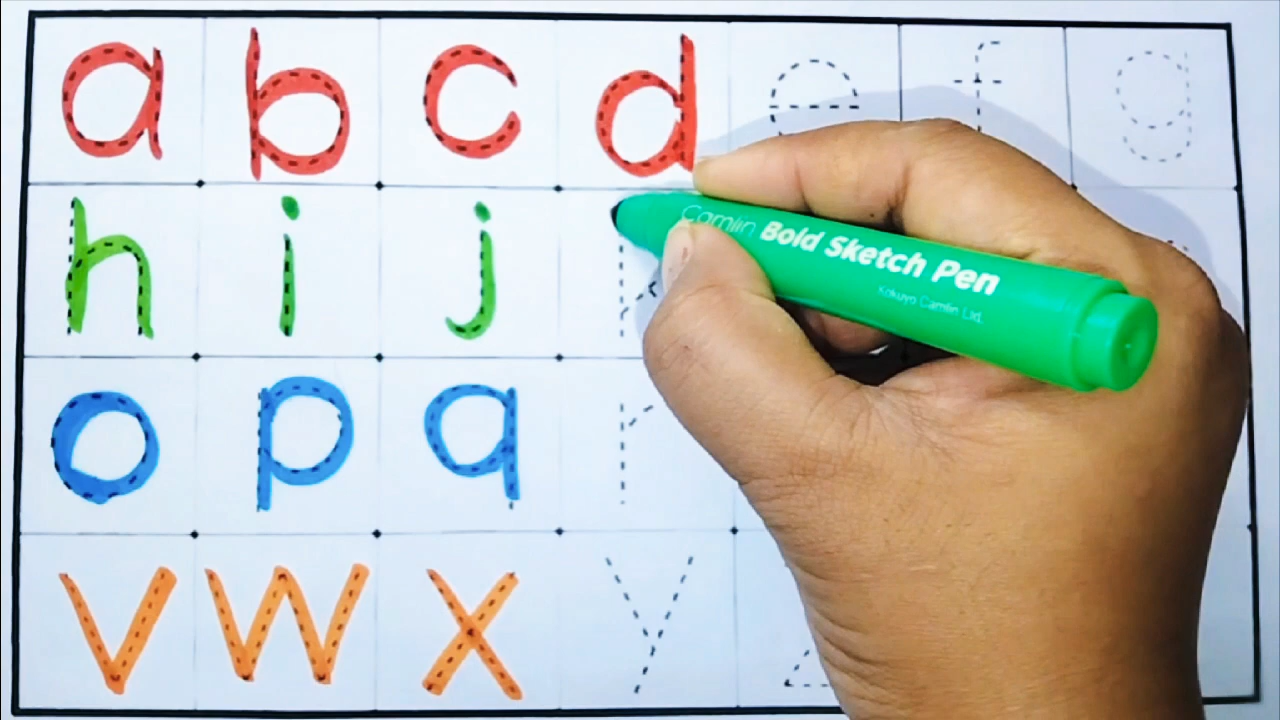 a b c d e f g
h i j k
Camlin Bold Sketch Pen
Kokuyo Camlin Ltd.
o p q r
v w x y z